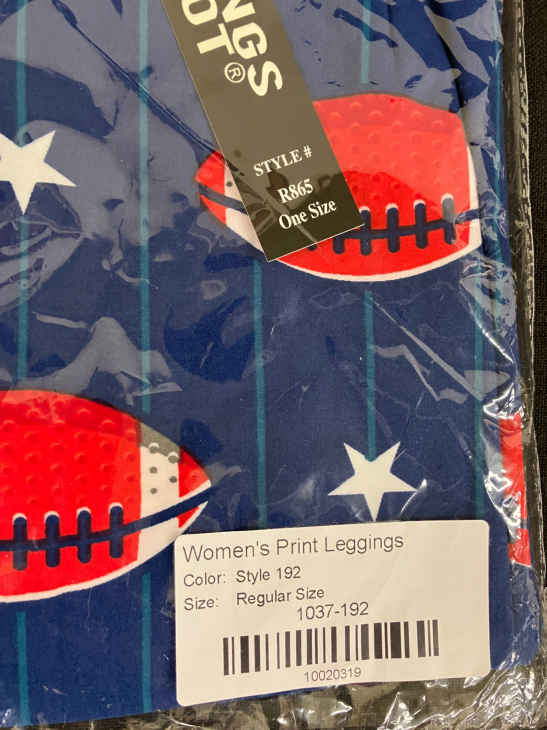 NGS
OT®
STYLE #
R865
One Size
Women's Print Leggings
Color: Style 192
Size: Regular Size
1037-192
10020319